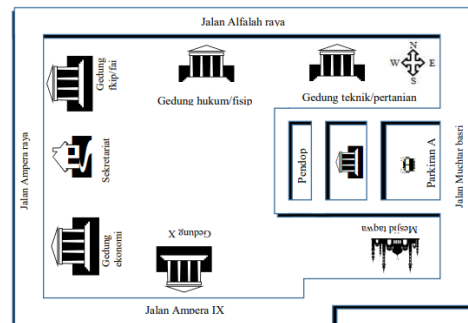 Jalan Alfalah raya
N
W E
S
Gedung
fkip/fai
Gedung hukum/fisip
Gedung teknik/pertanian
Jalan Ampera raya
Sekretariat
Pendop
Parkiran A
Jalan Muchtar basri
Gedung
ekonomi
Gedung X
Mesjid taqwa
Jalan Ampera IX